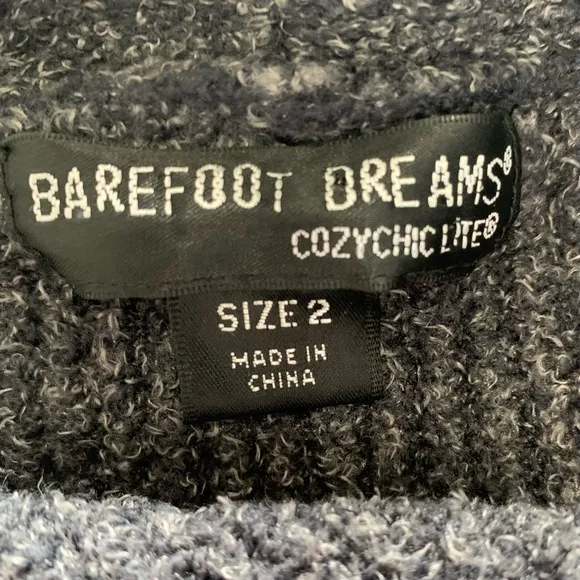 BAREFOOT DREAMS®
COZYCHIC LITE®
SIZE 2
MADE IN
CHINA